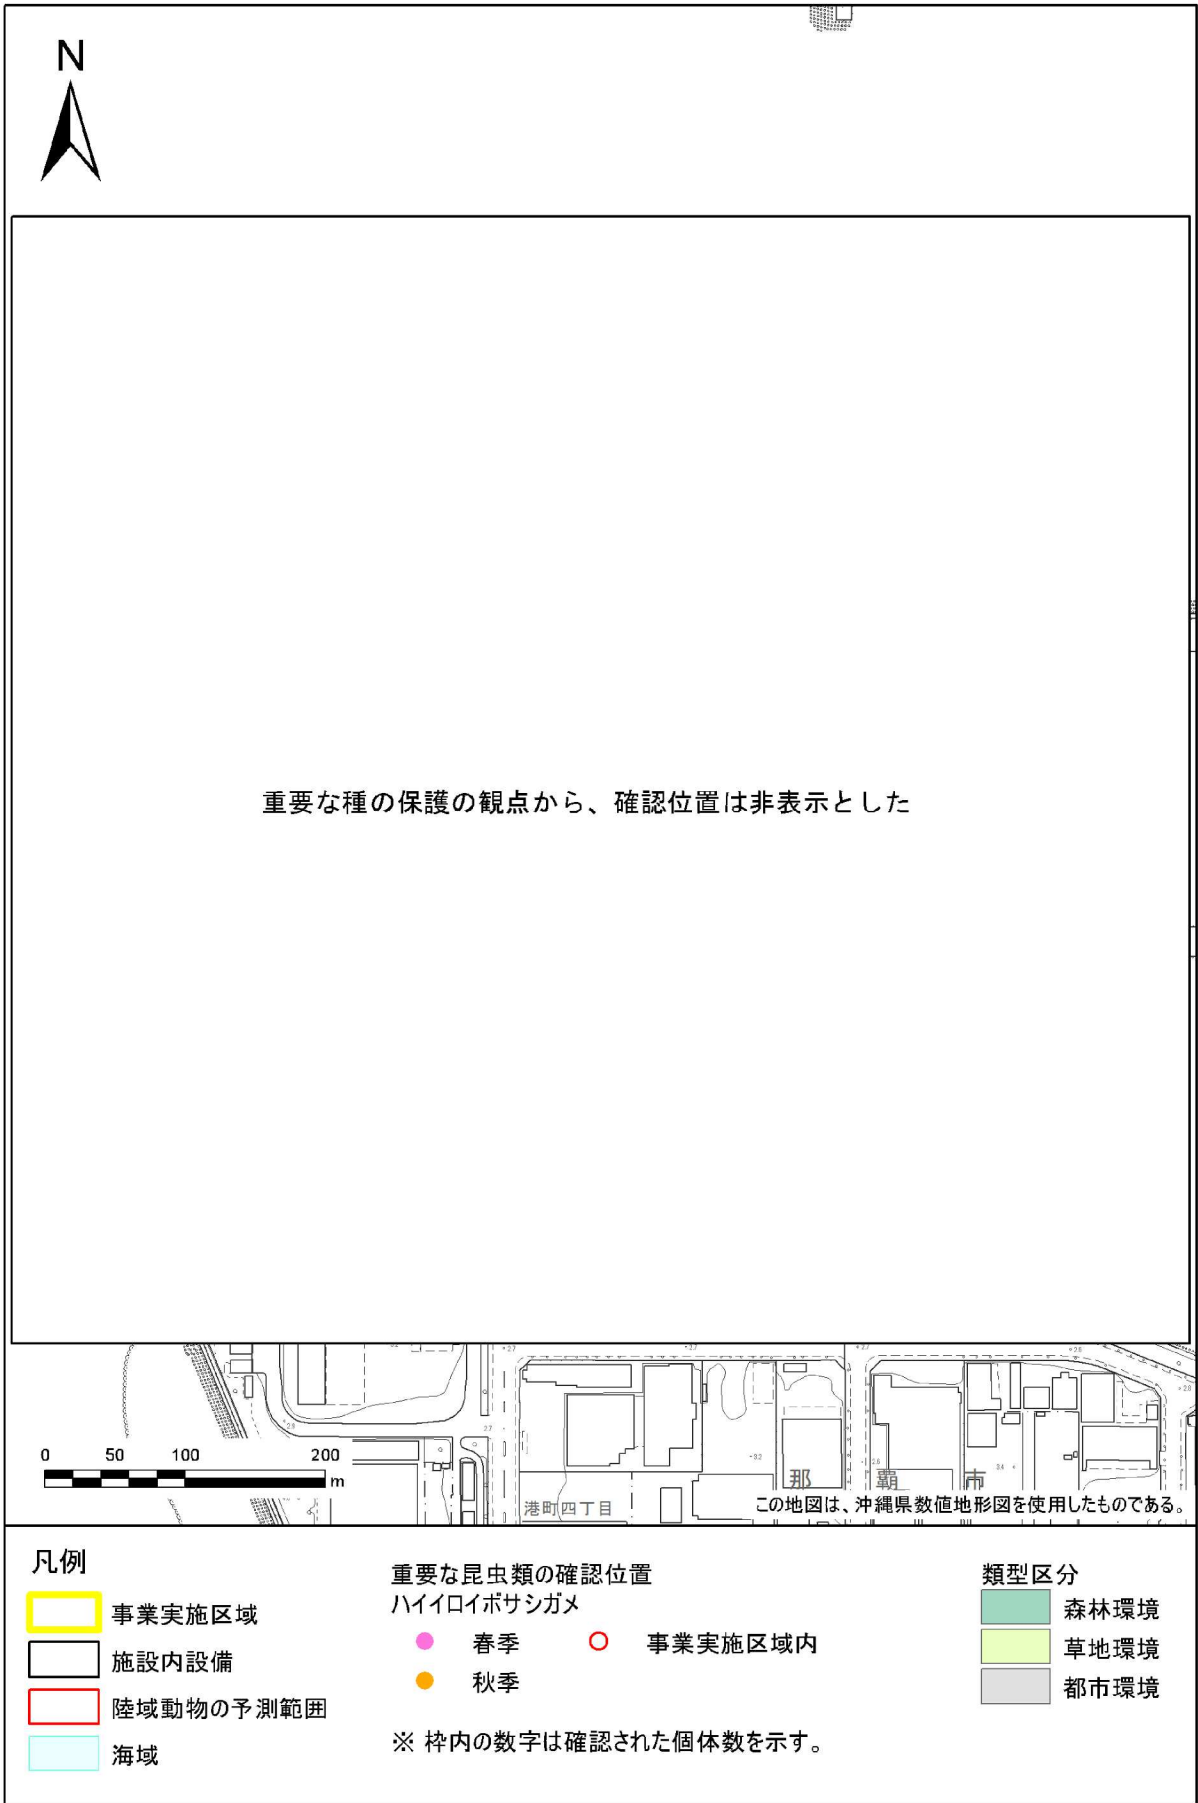 N
重要な種の保護の観点から、確認位置は非表示とした
0 50 100 200
m
港町四丁目
那覇市
この地図は、沖縄県数値地形図を使用したものである。
凡例
事業実施区域
施設内設備
陸域動物の予測範囲
海域
重要な昆虫類の確認位置
ハイイロイボサシガメ
春季
事業実施区域内
秋季
※ 枠内の数字は確認された個体数を示す。
類型区分
森林環境
草地環境
都市環境